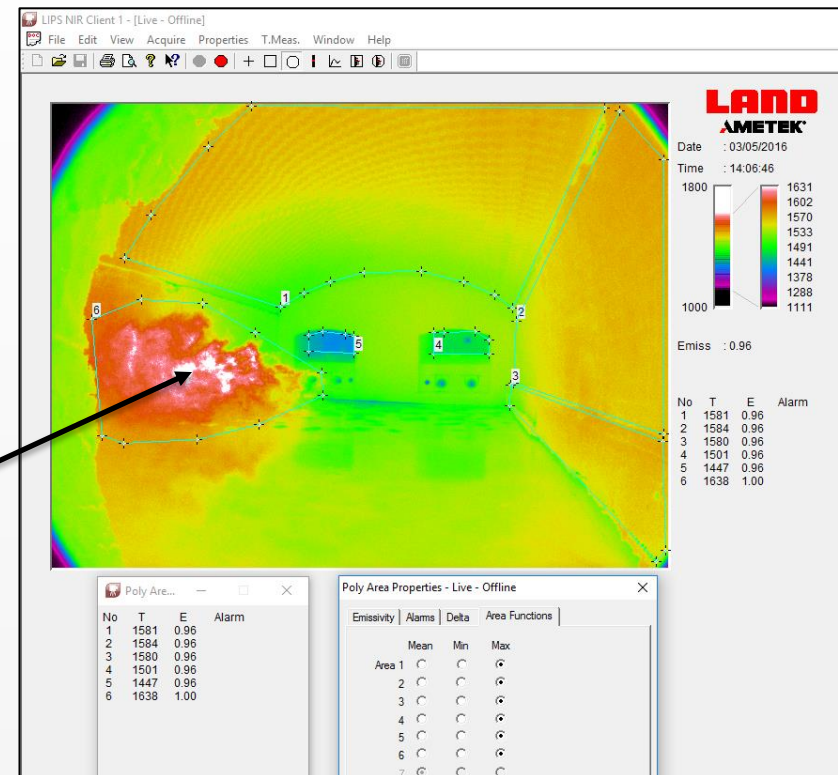 LIPS NIR Client 1 - [Live - Offline]
File Edit View Acquire Properties T.Meas. Window Help
LAND
AMETEK
Date : 03/05/2016
Time : 14:06:46
1800
1000
1631
1602
1570
1533
1491
1441
1378
1288
1111
Emiss : 0.96
No T E Alarm
1 1581 0.96
2 1584 0.96
3 1580 0.96
4 1501 0.96
5 1447 0.96
6 1638 1.00
1
2
3
4
5
6
Poly Are...
No T E Alarm
1 1581 0.96
2 1584 0.96
3 1580 0.96
4 1501 0.96
5 1447 0.96
6 1638 1.00
Poly Area Properties - Live - Offline
Emissivity Alarms Delta Area Functions
Mean Min Max
Area 1
2
3
4
5
6
7